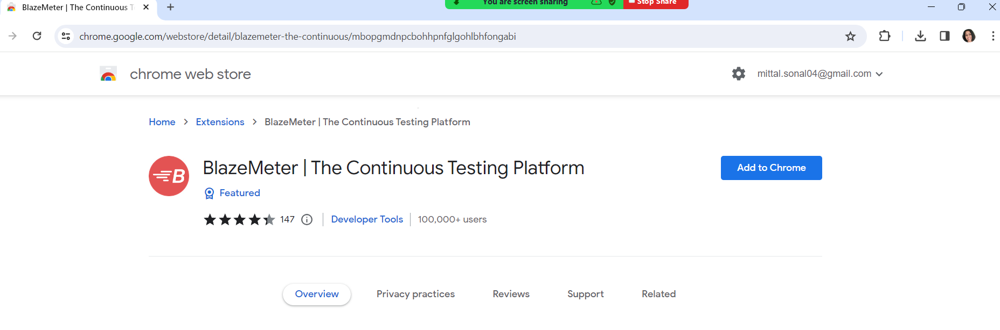 BlazeMeter | The Continuous T
You are screen sharing
Stop Share
chrome.google.com/webstore/detail/blazemeter-the-continuous/mbopgmdnpcbohhpnfglgohlbhfongabi
chrome web store
mittal.sonal04@gmail.com
Home > Extensions > BlazeMeter | The Continuous Testing Platform
B
BlazeMeter | The Continuous Testing Platform
Add to Chrome
Featured
147
Developer Tools
100,000+ users
Overview
Privacy practices
Reviews
Support
Related